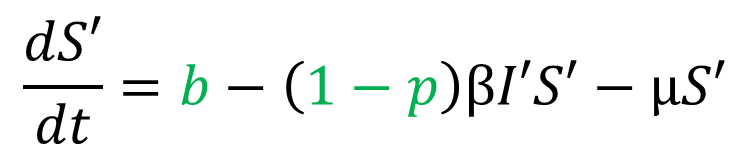 dS′/dt = b − (1 − p)βI′S′ − μS′